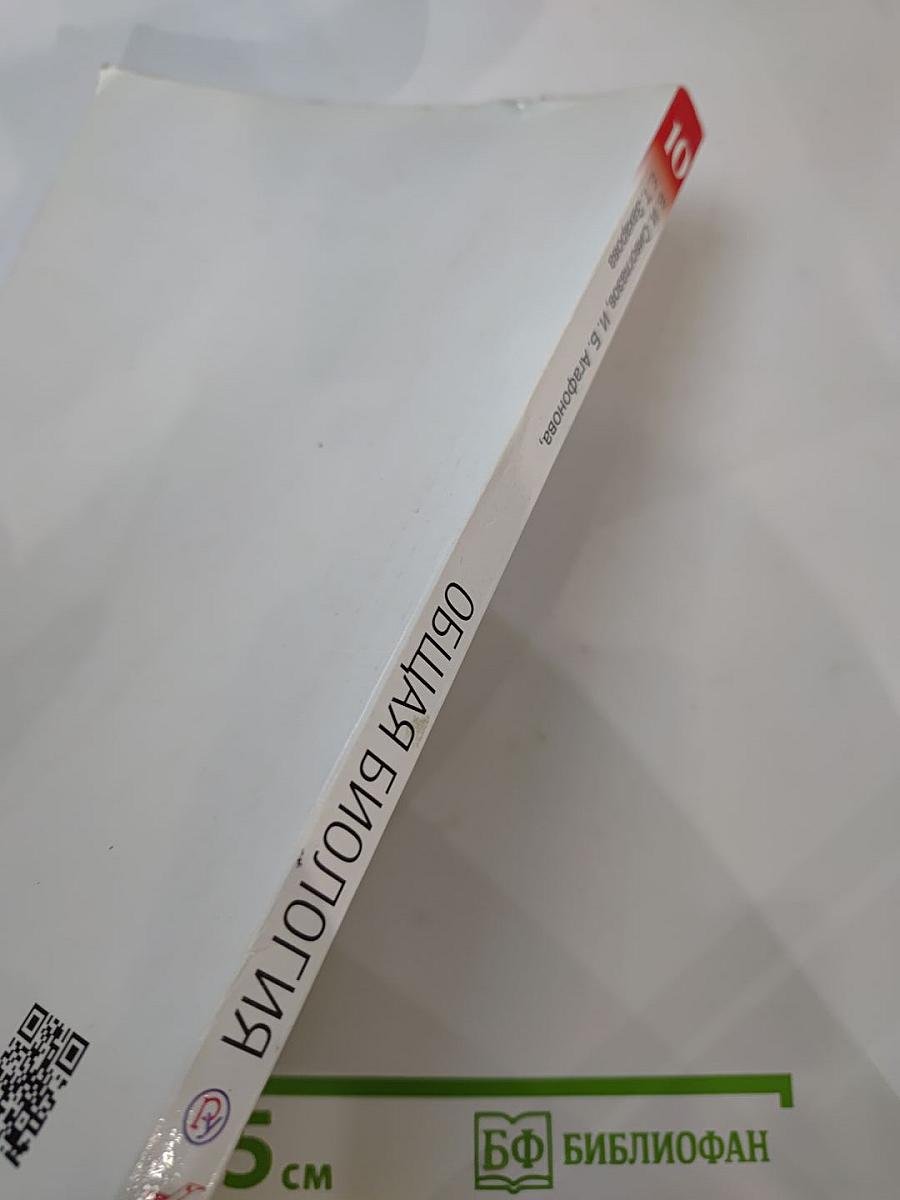 10
В. И. Сивоглазов, И. Б. Агафонова,
Е. Т. Захарова
ОБЩАЯ БИОЛОГИЯ
5 см
БФ БИБЛИОФАН